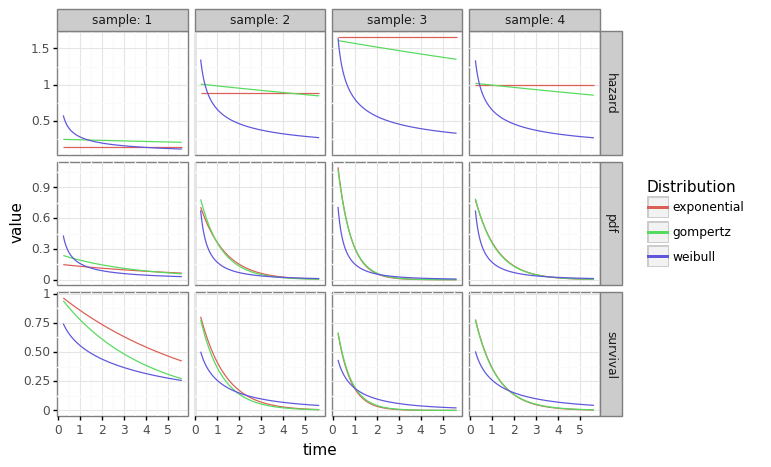 sample: 1 sample: 2 sample: 3 sample: 4
1.5
1
0.5
hazard
0.9
0.6
0.3
0
pdf
1
0.75
0.50
0.25
0
survival
0 1 2 3 4 5 0 1 2 3 4 5 0 1 2 3 4 5 0 1 2 3 4 5
time
value
Distribution
exponential
gompertz
weibull